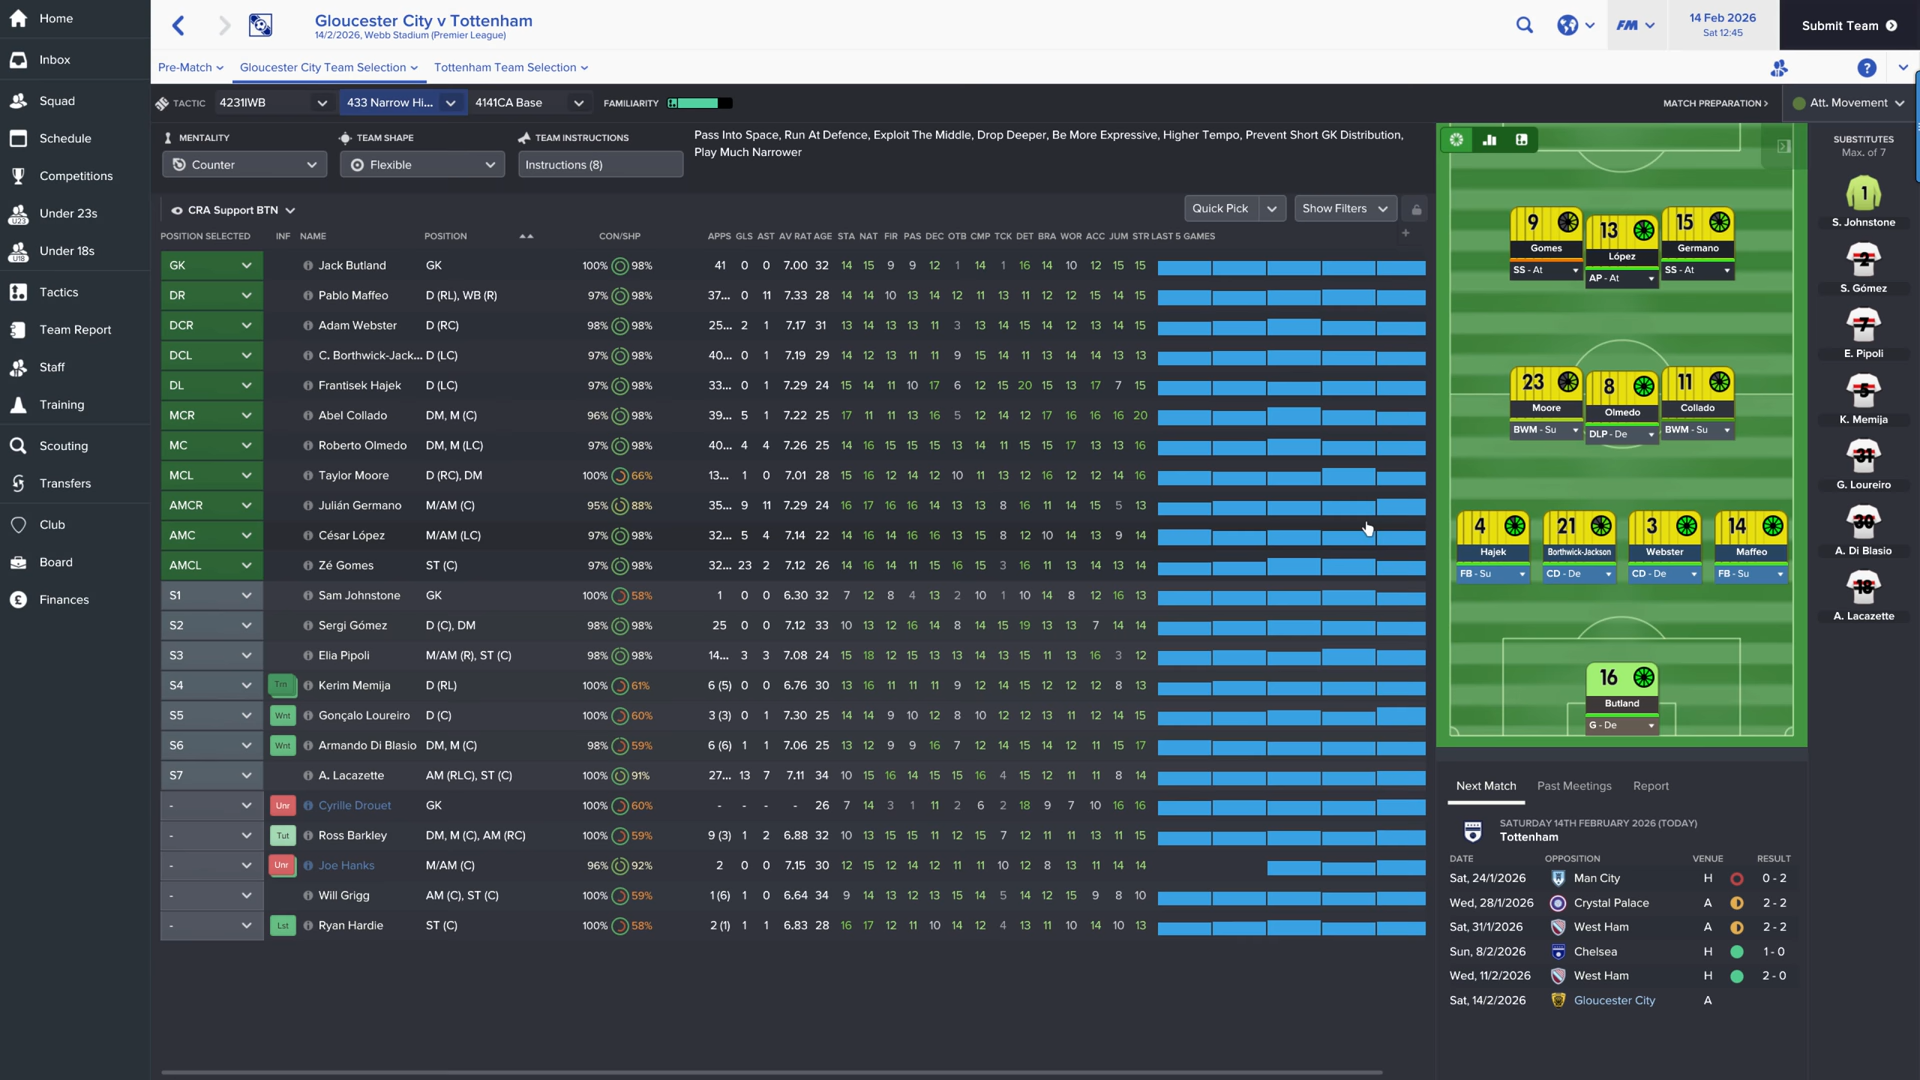 Home
Inbox
Squad
Schedule
Competitions
Under 23s
Under 18s
Tactics
Team Report
Staff
Training
Scouting
Transfers
Club
Board
Finances
Gloucester City v Tottenham
14/2/2026, Webb Stadium (Premier League)
FM
14 Feb 2026
Sat 12:45
Submit Team
Pre-Match
Gloucester City Team Selection
Tottenham Team Selection
TACTIC 4231IWB 433 Narrow Hi... 4141CA Base FAMILIARITY
MATCH PREPARATION > Att. Movement
MENTALITY TEAM SHAPE TEAM INSTRUCTIONS
Counter Flexible Instructions (8)
Pass Into Space, Run At Defence, Exploit The Middle, Drop Deeper, Be More Expressive, Higher Tempo, Prevent Short GK Distribution,
Play Much Narrower
CRA Support BTN
Quick Pick Show Filters
POSITION SELECTED INF NAME POSITION CON/SHP APPS GLS AST AV RAT AGE STA NAT FIR PAS DEC OTB CMP TCK DET BRA WOR ACC JUM STR LAST 5 GAMES
GK Jack Butland GK 100% 98% 41 0 0 7.00 32 14 15 9 9 12 1 14 1 16 14 10 12 15 15
DR Pablo Maffeo D (RL), WB (R) 97% 98% 37... 0 11 7.33 28 14 14 10 13 14 12 11 13 11 12 12 15 14 15
DCR Adam Webster D (RC) 98% 98% 25... 2 1 7.17 31 13 14 13 13 11 3 13 14 15 14 12 13 14 15
DCL C. Borthwick-Jack... D (LC) 97% 98% 40... 0 1 7.19 29 14 12 13 11 11 9 15 14 11 13 14 14 13 13
DL Frantisek Hajek D (LC) 97% 98% 33... 0 1 7.29 24 15 14 11 10 17 6 12 15 20 15 13 17 7 15
MCR Abel Collado DM, M (C) 96% 98% 39... 5 1 7.22 25 17 11 11 13 16 5 12 14 12 17 16 16 16 20
MC Roberto Olmedo DM, M (LC) 97% 98% 40... 4 4 7.26 25 14 16 15 15 15 13 14 11 15 15 17 13 13 16
MCL Taylor Moore D (RC), DM 100% 66% 13... 1 0 7.01 28 15 16 12 14 12 10 11 13 12 16 12 12 14 16
AMCR Julián Germano M/AM (C) 95% 88% 35... 9 11 7.29 24 16 17 16 16 14 13 13 8 16 11 14 15 5 13
AMC César López M/AM (LC) 97% 98% 32... 5 4 7.14 22 14 16 14 16 16 13 15 8 12 10 14 13 9 14
AMCL Zé Gomes ST (C) 97% 98% 32... 23 2 7.12 26 14 16 14 11 15 16 15 3 16 11 13 14 13 14
S1 Sam Johnstone GK 100% 58% 1 0 0 6.30 32 7 12 8 4 13 2 10 1 10 14 8 12 16 13
S2 Sergi Gómez D (C), DM 98% 98% 25 0 0 7.12 33 10 13 12 16 14 8 14 15 19 13 13 7 14 14
S3 Elia Pipoli M/AM (R), ST (C) 98% 98% 14... 3 3 7.08 24 15 18 12 15 13 13 14 13 15 11 13 16 3 12
S4 Trn Kerim Memija D (RL) 100% 61% 6 (5) 0 0 6.76 30 13 16 11 11 11 9 12 14 15 12 12 12 8 13
S5 Wnt Gonçalo Loureiro D (C) 100% 60% 3 (3) 0 1 7.30 25 14 14 9 10 12 8 10 12 12 13 11 12 14 15
S6 Wnt Armando Di Blasio DM, M (C) 98% 59% 6 (6) 1 1 7.06 25 13 12 9 9 16 7 12 14 15 14 12 11 15 17
S7 A. Lacazette AM (RLC), ST (C) 100% 91% 27... 13 7 7.11 34 10 15 16 14 15 15 16 4 15 12 11 11 8 14
- Unr Cyrille Drouet GK 100% 60% - - - - 26 7 14 3 1 11 2 6 2 18 9 7 10 16 16
- Tut Ross Barkley DM, M (C), AM (RC) 100% 59% 9 (3) 1 2 6.88 32 10 13 15 15 11 12 15 7 12 11 11 13 11 15
- Unr Joe Hanks M/AM (C) 96% 92% 2 0 0 7.15 30 12 15 12 14 12 11 11 10 12 8 13 11 14 14
- Will Grigg AM (C), ST (C) 100% 59% 1 (6) 0 1 6.64 34 9 14 13 12 13 15 14 5 14 12 15 9 8 10
- Lst Ryan Hardie ST (C) 100% 58% 2 (1) 1 1 6.83 28 16 17 12 11 10 14 12 4 13 11 10 14 10 13
9 13 15
Gomes López Germano
SS - At AP - At SS - At
23 8 11
Moore Olmedo Collado
BWM - Su DLP - De BWM - Su
4 21 3 14
Hajek Borthwick-Jackson Webster Maffeo
FB - Su CD - De CD - De FB - Su
16
Butland
G - De
SUBSTITUTES
Max. of 7
1
S. Johnstone
2
S. Gómez
7
E. Pipoli
5
K. Memija
31
G. Loureiro
30
A. Di Blasio
18
A. Lacazette
Next Match Past Meetings Report
SATURDAY 14TH FEBRUARY 2026 (TODAY)
Tottenham
DATE OPPOSITION VENUE RESULT
Sat, 24/1/2026 Man City H 0 - 2
Wed, 28/1/2026 Crystal Palace A 2 - 2
Sat, 31/1/2026 West Ham A 2 - 2
Sun, 8/2/2026 Chelsea H 1 - 0
Wed, 11/2/2026 West Ham H 2 - 0
Sat, 14/2/2026 Gloucester City A